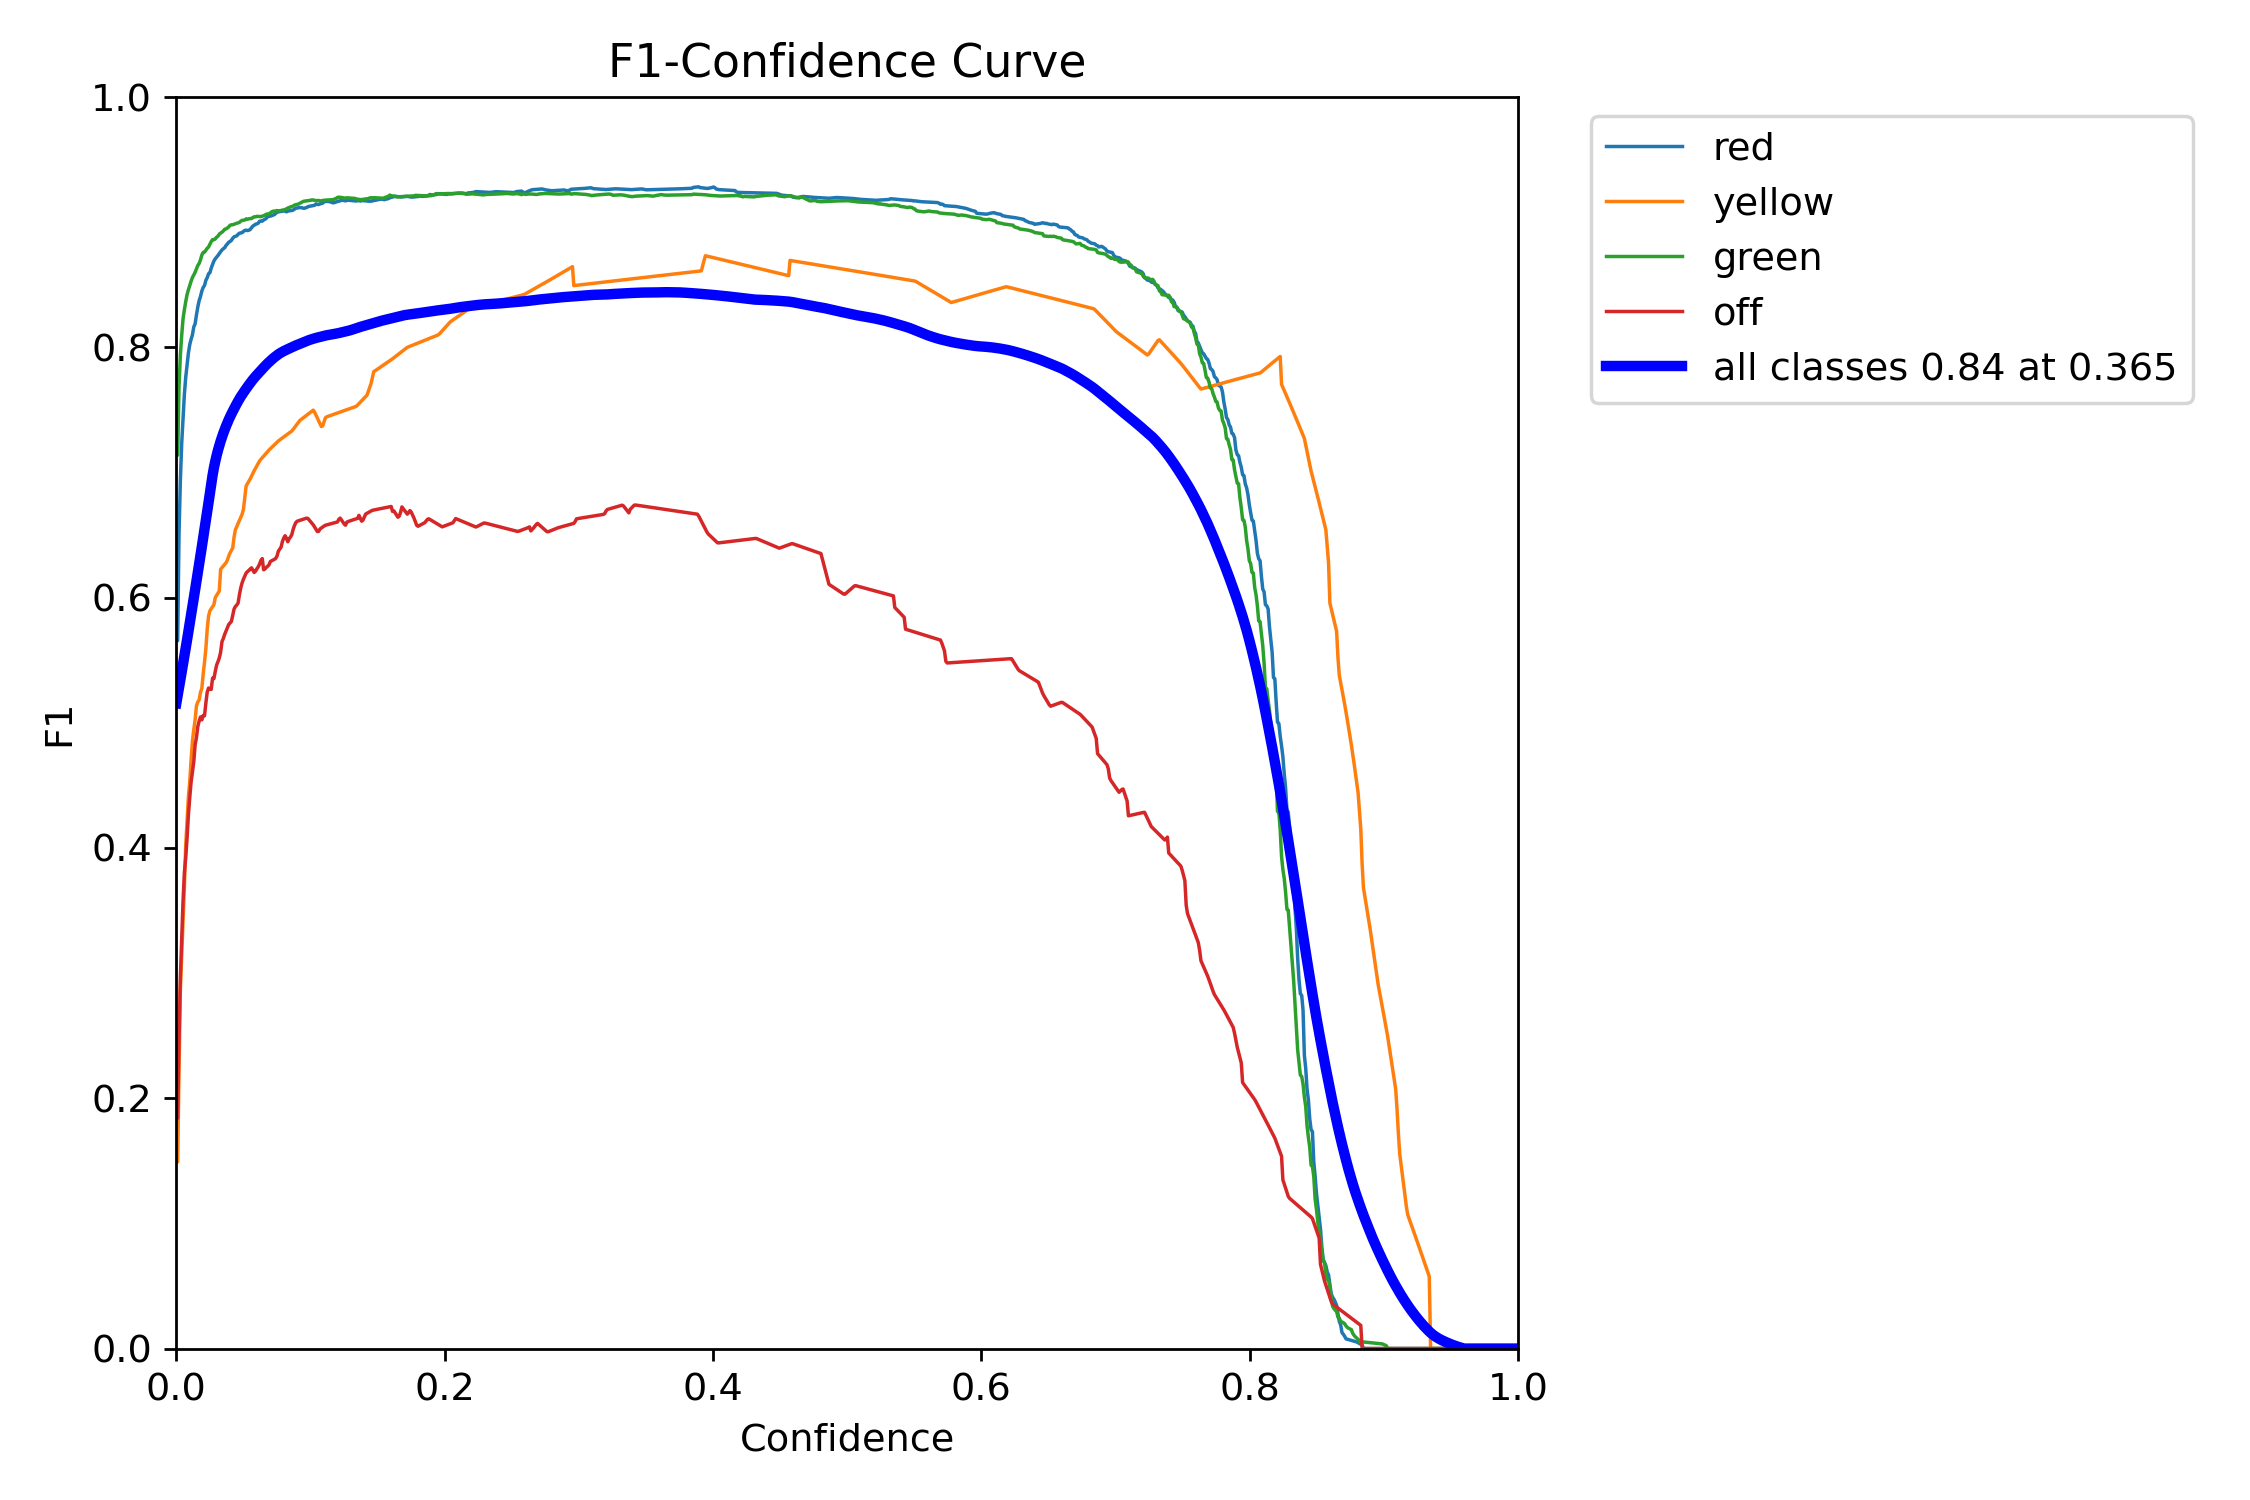 F1-Confidence Curve
1.0
0.8
0.6
0.4
0.2
0.0
F1
0.0 0.2 0.4 0.6 0.8 1.0
Confidence
red
yellow
green
off
all classes 0.84 at 0.365